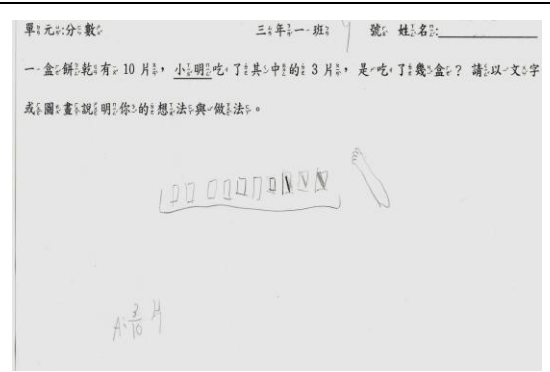 單元:分數 三年一班 9 號 姓名:
一盒餅乾有 10 片，小明吃了其中的 3 片，是吃了幾盒？請以文字
或圖畫說明你的想法與做法。
A: 3/10 片